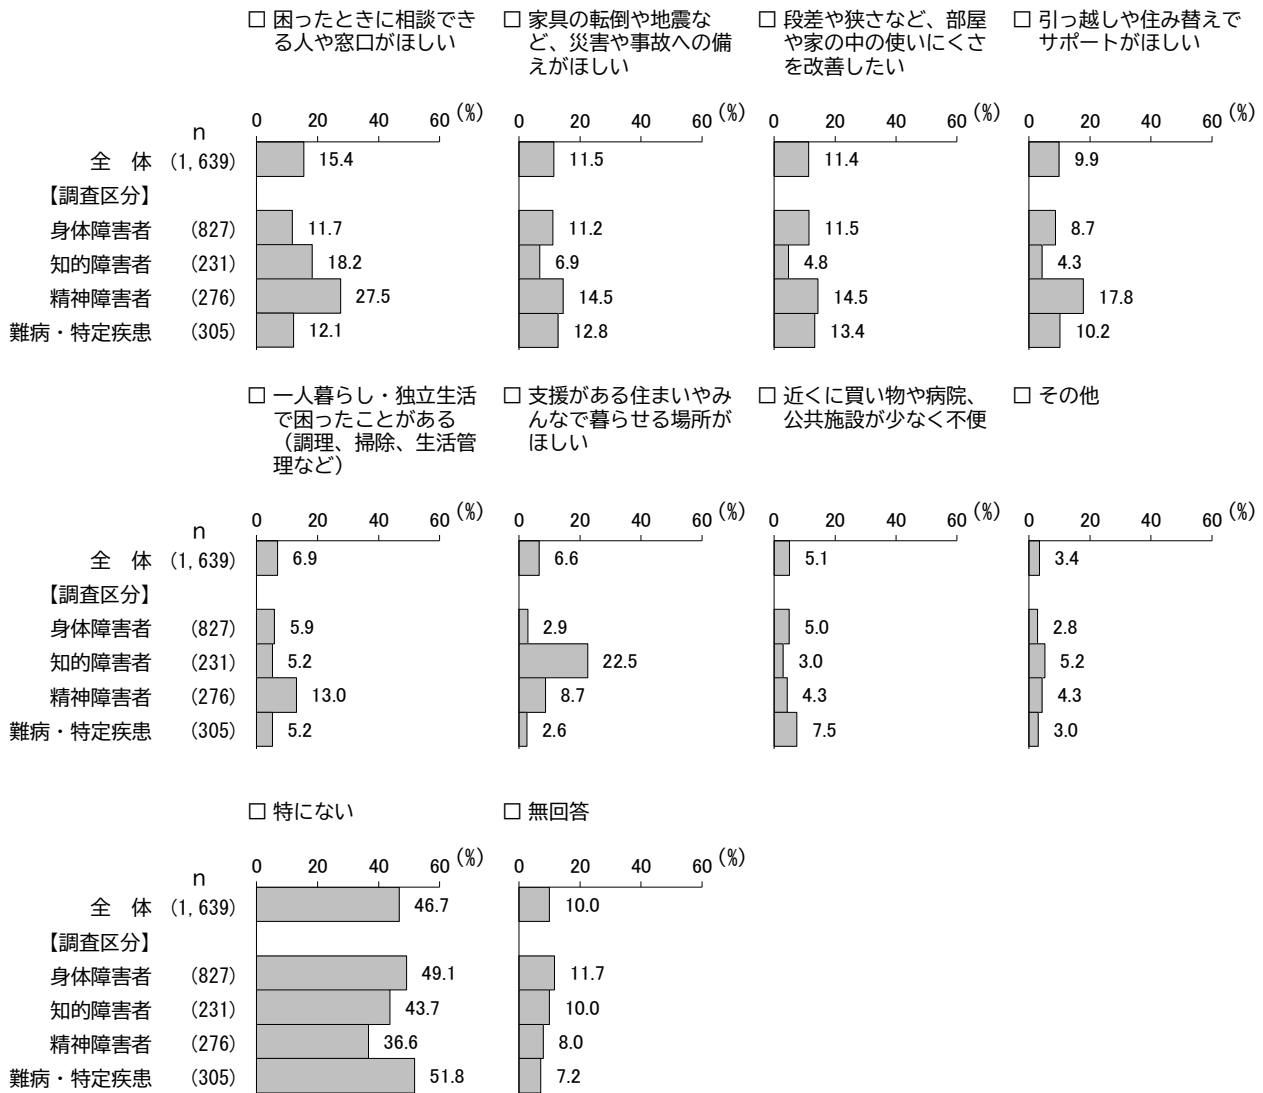 □ 困ったときに相談でき
る人や窓口がほしい
□ 家具の転倒や地震な
ど、災害や事故への備
えがほしい
□ 段差や狭さなど、部屋
や家の中の使いにくさ
を改善したい
□ 引っ越しや住み替えで
サポートがほしい
n 0 20 40 60 (%) 0 20 40 60 (%) 0 20 40 60 (%) 0 20 40 60 (%)
全　体 (1,639) 15.4 11.5 11.4 9.9
【調査区分】
身体障害者 (827) 11.7 11.2 11.5 8.7
知的障害者 (231) 18.2 6.9 4.8 4.3
精神障害者 (276) 27.5 14.5 14.5 17.8
難病・特定疾患 (305) 12.1 12.8 13.4 10.2
□ 一人暮らし・独立生活
で困ったことがある
（調理、掃除、生活管
理など）
□ 支援がある住まいやみ
んなで暮らせる場所が
ほしい
□ 近くに買い物や病院、
公共施設が少なく不便
□ その他
n 0 20 40 60 (%) 0 20 40 60 (%) 0 20 40 60 (%) 0 20 40 60 (%)
全　体 (1,639) 6.9 6.6 5.1 3.4
【調査区分】
身体障害者 (827) 5.9 2.9 5.0 2.8
知的障害者 (231) 5.2 22.5 3.0 5.2
精神障害者 (276) 13.0 8.7 4.3 4.3
難病・特定疾患 (305) 5.2 2.6 7.5 3.0
□ 特にない
□ 無回答
n 0 20 40 60 (%) 0 20 40 60 (%)
全　体 (1,639) 46.7 10.0
【調査区分】
身体障害者 (827) 49.1 11.7
知的障害者 (231) 43.7 10.0
精神障害者 (276) 36.6 8.0
難病・特定疾患 (305) 51.8 7.2